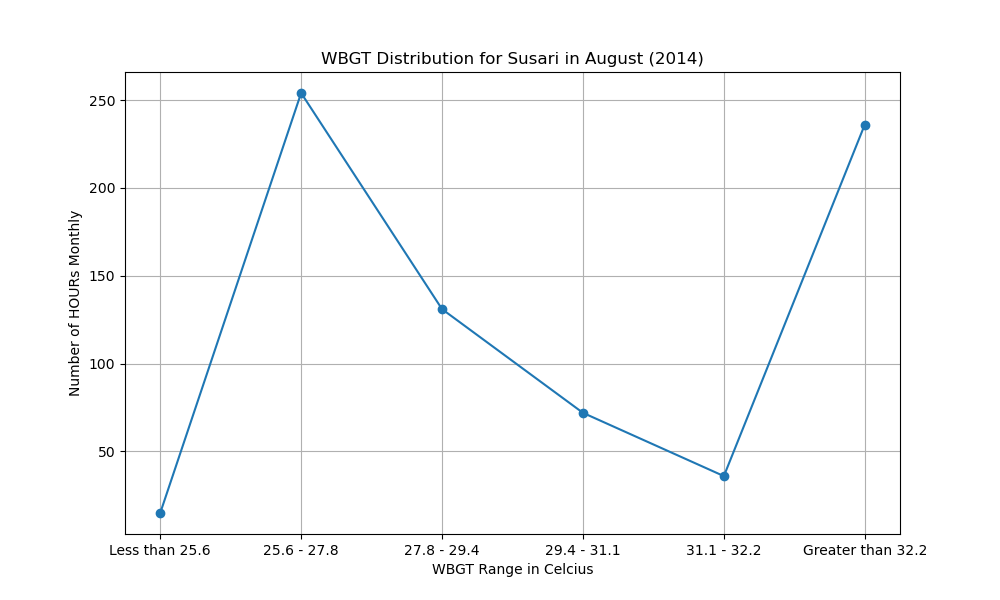 WBGT Distribution for Susari in August (2014)
Number of HOURs Monthly
250
200
150
100
50
Less than 25.6 25.6 - 27.8 27.8 - 29.4 29.4 - 31.1 31.1 - 32.2 Greater than 32.2
WBGT Range in Celcius